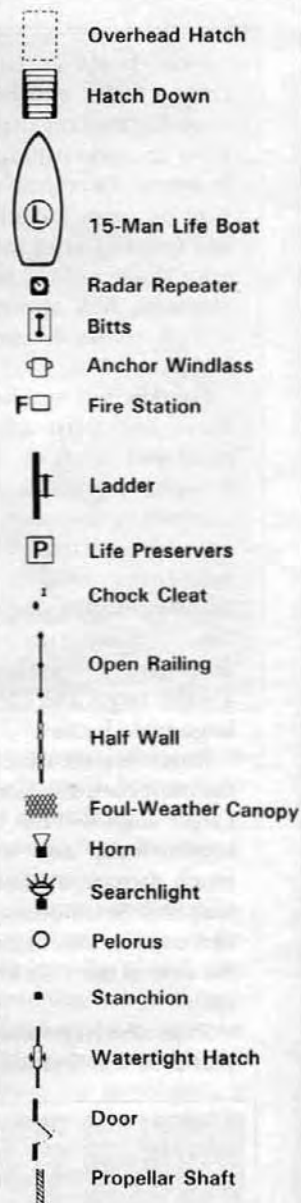 Overhead Hatch
Hatch Down
L
15-Man Life Boat
Radar Repeater
Bitts
Anchor Windlass
F
Fire Station
Ladder
P
Life Preservers
Chock Cleat
Open Railing
Half Wall
Foul-Weather Canopy
Horn
Searchlight
Pelorus
Stanchion
Watertight Hatch
Door
Propellar Shaft